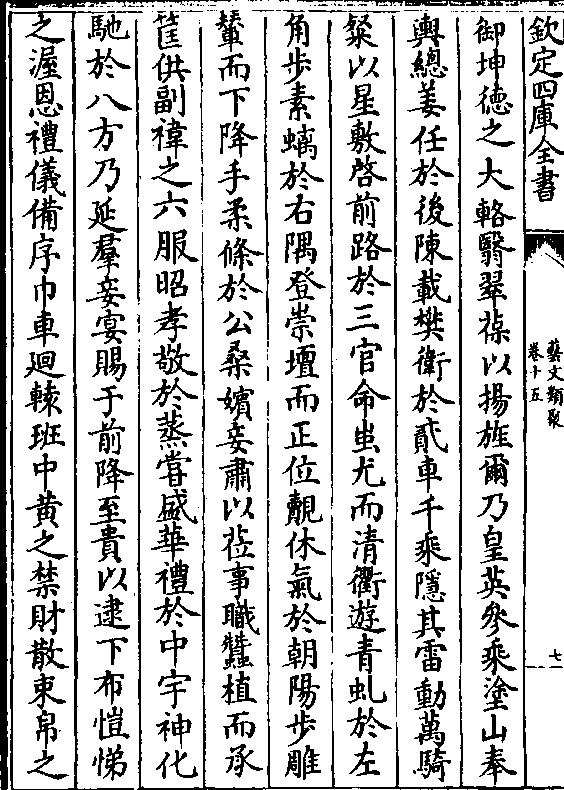 欽定四庫全書
藝文類聚
卷十五
七
御坤徳之大輅翳翠葆以揚旌爾乃皇英參乘塗山奉
輿總姜任於後陳載樊衛於貳車千乘隱其雷動萬騎
粲以星敷啓前路於三官命蚩尤而清衢遊青虬於左
角步素螭於右隅登崇壇而正位覿休氣於朝陽步雕
輦而下降手柔條於公桑嬪妾肅以莅事職蠶植而承
筐供副褘之六服昭孝敬於蒸嘗盛華禮於中宇神化
馳於八方乃延羣妾宴賜于前降至貴以逮下布愷悌
之渥恩禮儀備序巾車廻轅班中黄之禁財散束帛之